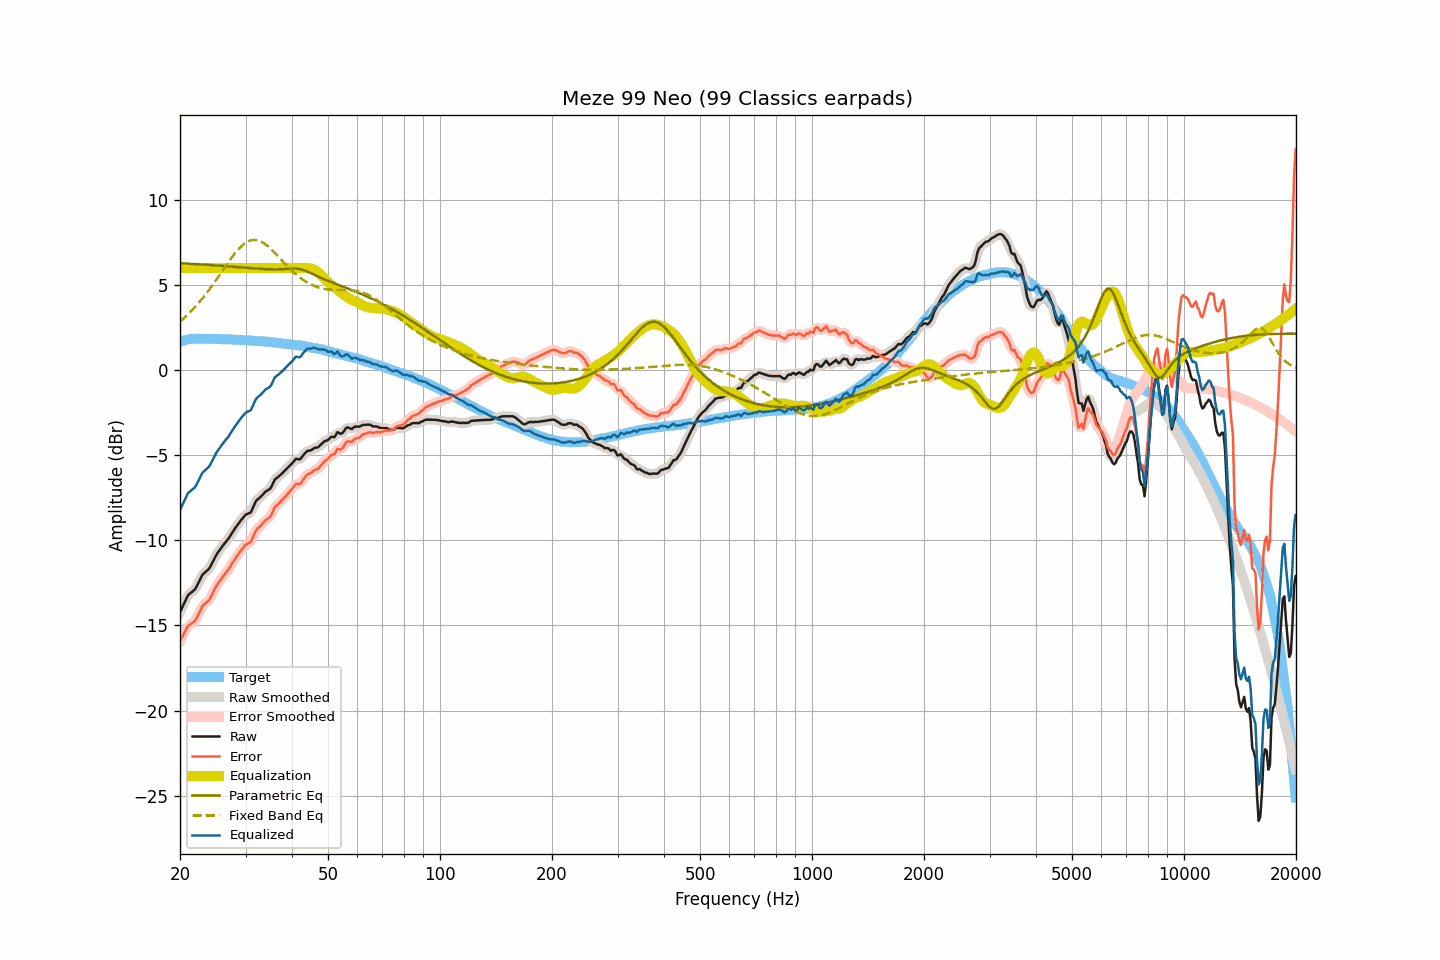 Meze 99 Neo (99 Classics earpads)
10
5
0
−5
−10
−15
−20
−25
Amplitude (dBr)
Target
Raw Smoothed
Error Smoothed
Raw
Error
Equalization
Parametric Eq
Fixed Band Eq
Equalized
20 50 100 200 500 1000 2000 5000 10000 20000
Frequency (Hz)